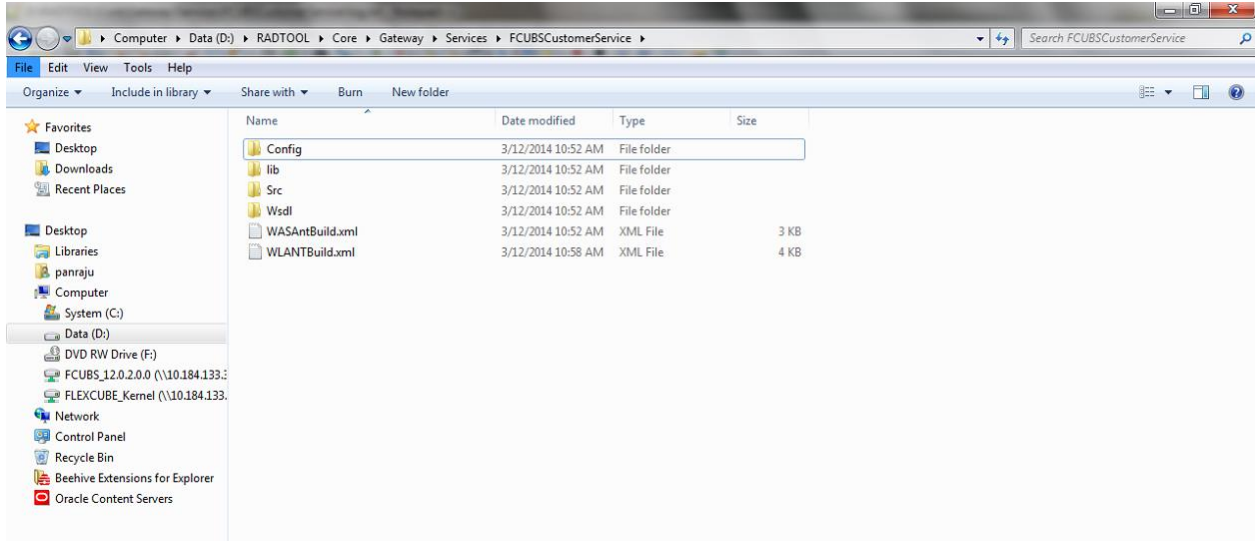 Computer Data (D:) RADTOOL Core Gateway Services FCUBSCustomerService
Search FCUBSCustomerService
File Edit View Tools Help
Organize Include in library Share with Burn New folder
Name Date modified Type Size
Favorites
Desktop
Downloads
Recent Places
Desktop
Libraries
panraju
Computer
System (C:)
Data (D:)
DVD RW Drive (F:)
FCUBS_12.0.2.0.0 (\\10.184.133.3
FLEXCUBE_Kernel (\\10.184.133.
Network
Control Panel
Recycle Bin
Beehive Extensions for Explorer
Oracle Content Servers
Config 3/12/2014 10:52 AM File folder
lib 3/12/2014 10:52 AM File folder
Src 3/12/2014 10:52 AM File folder
Wsdl 3/12/2014 10:52 AM File folder
WASAntBuild.xml 3/12/2014 10:52 AM XML File 3 KB
WLANTBuild.xml 3/12/2014 10:58 AM XML File 4 KB